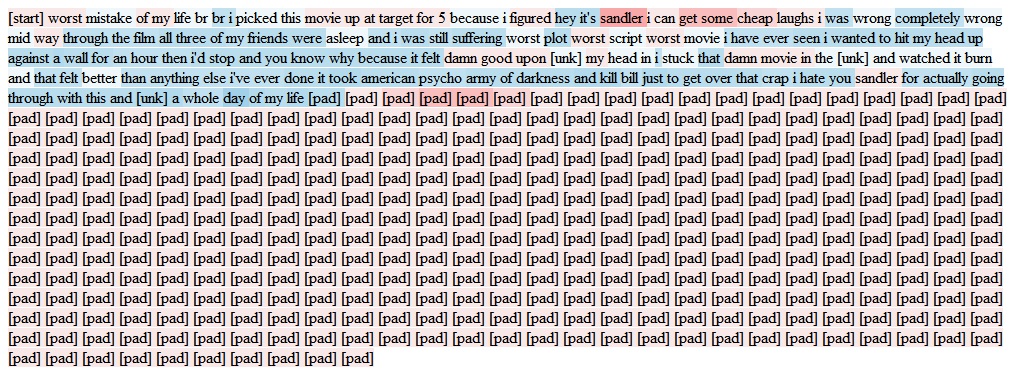 [start] worst mistake of my life br br i picked this movie up at target for 5 because i figured hey it's sandler i can get some cheap laughs i was wrong completely wrong
mid way through the film all three of my friends were asleep and i was still suffering worst plot worst script worst movie i have ever seen i wanted to hit my head up
against a wall for an hour then i'd stop and you know why because it felt damn good upon [unk] my head in i stuck that damn movie in the [unk] and watched it burn
and that felt better than anything else i've ever done it took american psycho army of darkness and kill bill just to get over that crap i hate you sandler for actually going
through with this and [unk] a whole day of my life [pad] [pad] [pad] [pad] [pad] [pad] [pad] [pad] [pad] [pad] [pad] [pad] [pad] [pad] [pad] [pad] [pad] [pad] [pad]
[pad] [pad] [pad] [pad] [pad] [pad] [pad] [pad] [pad] [pad] [pad] [pad] [pad] [pad] [pad] [pad] [pad] [pad] [pad] [pad] [pad] [pad] [pad] [pad] [pad] [pad] [pad]
[pad] [pad] [pad] [pad] [pad] [pad] [pad] [pad] [pad] [pad] [pad] [pad] [pad] [pad] [pad] [pad] [pad] [pad] [pad] [pad] [pad] [pad] [pad] [pad] [pad] [pad] [pad]
[pad] [pad] [pad] [pad] [pad] [pad] [pad] [pad] [pad] [pad] [pad] [pad] [pad] [pad] [pad] [pad] [pad] [pad] [pad] [pad] [pad] [pad] [pad] [pad] [pad] [pad] [pad]
[pad] [pad] [pad] [pad] [pad] [pad] [pad] [pad] [pad] [pad] [pad] [pad] [pad] [pad] [pad] [pad] [pad] [pad] [pad] [pad] [pad] [pad] [pad] [pad] [pad] [pad] [pad]
[pad] [pad] [pad] [pad] [pad] [pad] [pad] [pad] [pad] [pad] [pad] [pad] [pad] [pad] [pad] [pad] [pad] [pad] [pad] [pad] [pad] [pad] [pad] [pad] [pad] [pad] [pad]
[pad] [pad] [pad] [pad] [pad] [pad] [pad] [pad] [pad] [pad] [pad] [pad] [pad] [pad] [pad] [pad] [pad] [pad] [pad] [pad] [pad] [pad] [pad] [pad] [pad] [pad] [pad]
[pad] [pad] [pad] [pad] [pad] [pad] [pad] [pad] [pad] [pad] [pad] [pad] [pad] [pad] [pad] [pad] [pad] [pad] [pad] [pad] [pad] [pad] [pad] [pad] [pad] [pad] [pad]
[pad] [pad] [pad] [pad] [pad] [pad] [pad] [pad] [pad] [pad] [pad] [pad] [pad] [pad] [pad] [pad] [pad] [pad] [pad] [pad] [pad] [pad] [pad] [pad] [pad] [pad] [pad]
[pad] [pad] [pad] [pad] [pad] [pad] [pad] [pad] [pad] [pad] [pad] [pad] [pad] [pad] [pad] [pad] [pad] [pad] [pad] [pad] [pad] [pad] [pad] [pad] [pad] [pad] [pad]
[pad] [pad] [pad] [pad] [pad] [pad] [pad] [pad] [pad] [pad] [pad] [pad] [pad] [pad] [pad] [pad] [pad] [pad] [pad] [pad] [pad] [pad] [pad] [pad] [pad] [pad] [pad]
[pad] [pad] [pad] [pad] [pad] [pad] [pad] [pad] [pad] [pad] [pad] [pad] [pad] [pad] [pad] [pad] [pad] [pad] [pad] [pad] [pad] [pad] [pad] [pad] [pad] [pad] [pad]
[pad] [pad] [pad] [pad] [pad] [pad] [pad] [pad] [pad] [pad] [pad] [pad] [pad] [pad] [pad] [pad] [pad] [pad] [pad] [pad] [pad] [pad] [pad] [pad] [pad] [pad] [pad]
[pad] [pad] [pad] [pad] [pad] [pad] [pad] [pad] [pad] [pad]